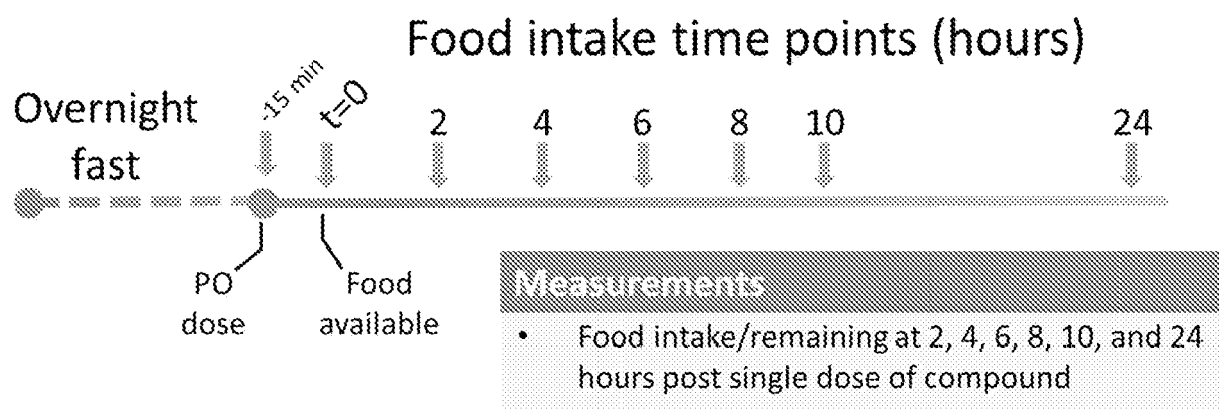 Food intake time points (hours)
Overnight
fast
-15 min
t=0
2 4 6 8 10 24
PO
dose
Food
available
Measurements
• Food intake/remaining at 2, 4, 6, 8, 10, and 24
hours post single dose of compound